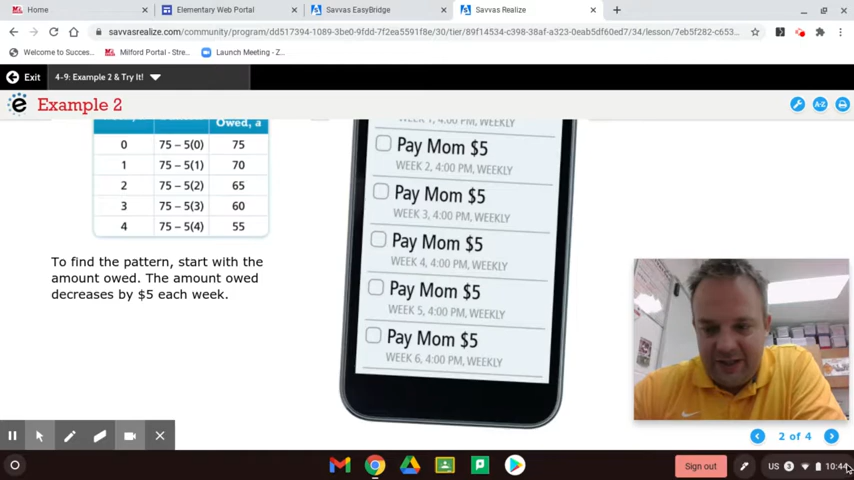 Home
Elementary Web Portal
Savvas EasyBridge
Savvas Realize
savvasrealize.com/community/program/dd517394-1089-3be0-9fdd-7f2ea5591f8e/30/tier/89f14534-c398-38af-a323-0eab5df60ed7/34/lesson/7eb5f282-c653...
Welcome to Succes...
Milford Portal - Stre...
Launch Meeting - Z...
Exit
4-9: Example 2 & Try It!
Example 2
A-Z
Owed, a
0 75 – 5(0) 75
1 75 – 5(1) 70
2 75 – 5(2) 65
3 75 – 5(3) 60
4 75 – 5(4) 55
To find the pattern, start with the
amount owed. The amount owed
decreases by $5 each week.
WEEK 1, 4:00 PM, WEEKLY
Pay Mom $5
WEEK 2, 4:00 PM, WEEKLY
Pay Mom $5
WEEK 3, 4:00 PM, WEEKLY
Pay Mom $5
WEEK 4, 4:00 PM, WEEKLY
Pay Mom $5
WEEK 5, 4:00 PM, WEEKLY
Pay Mom $5
WEEK 6, 4:00 PM, WEEKLY
2 of 4
Sign out
US
3
10:44